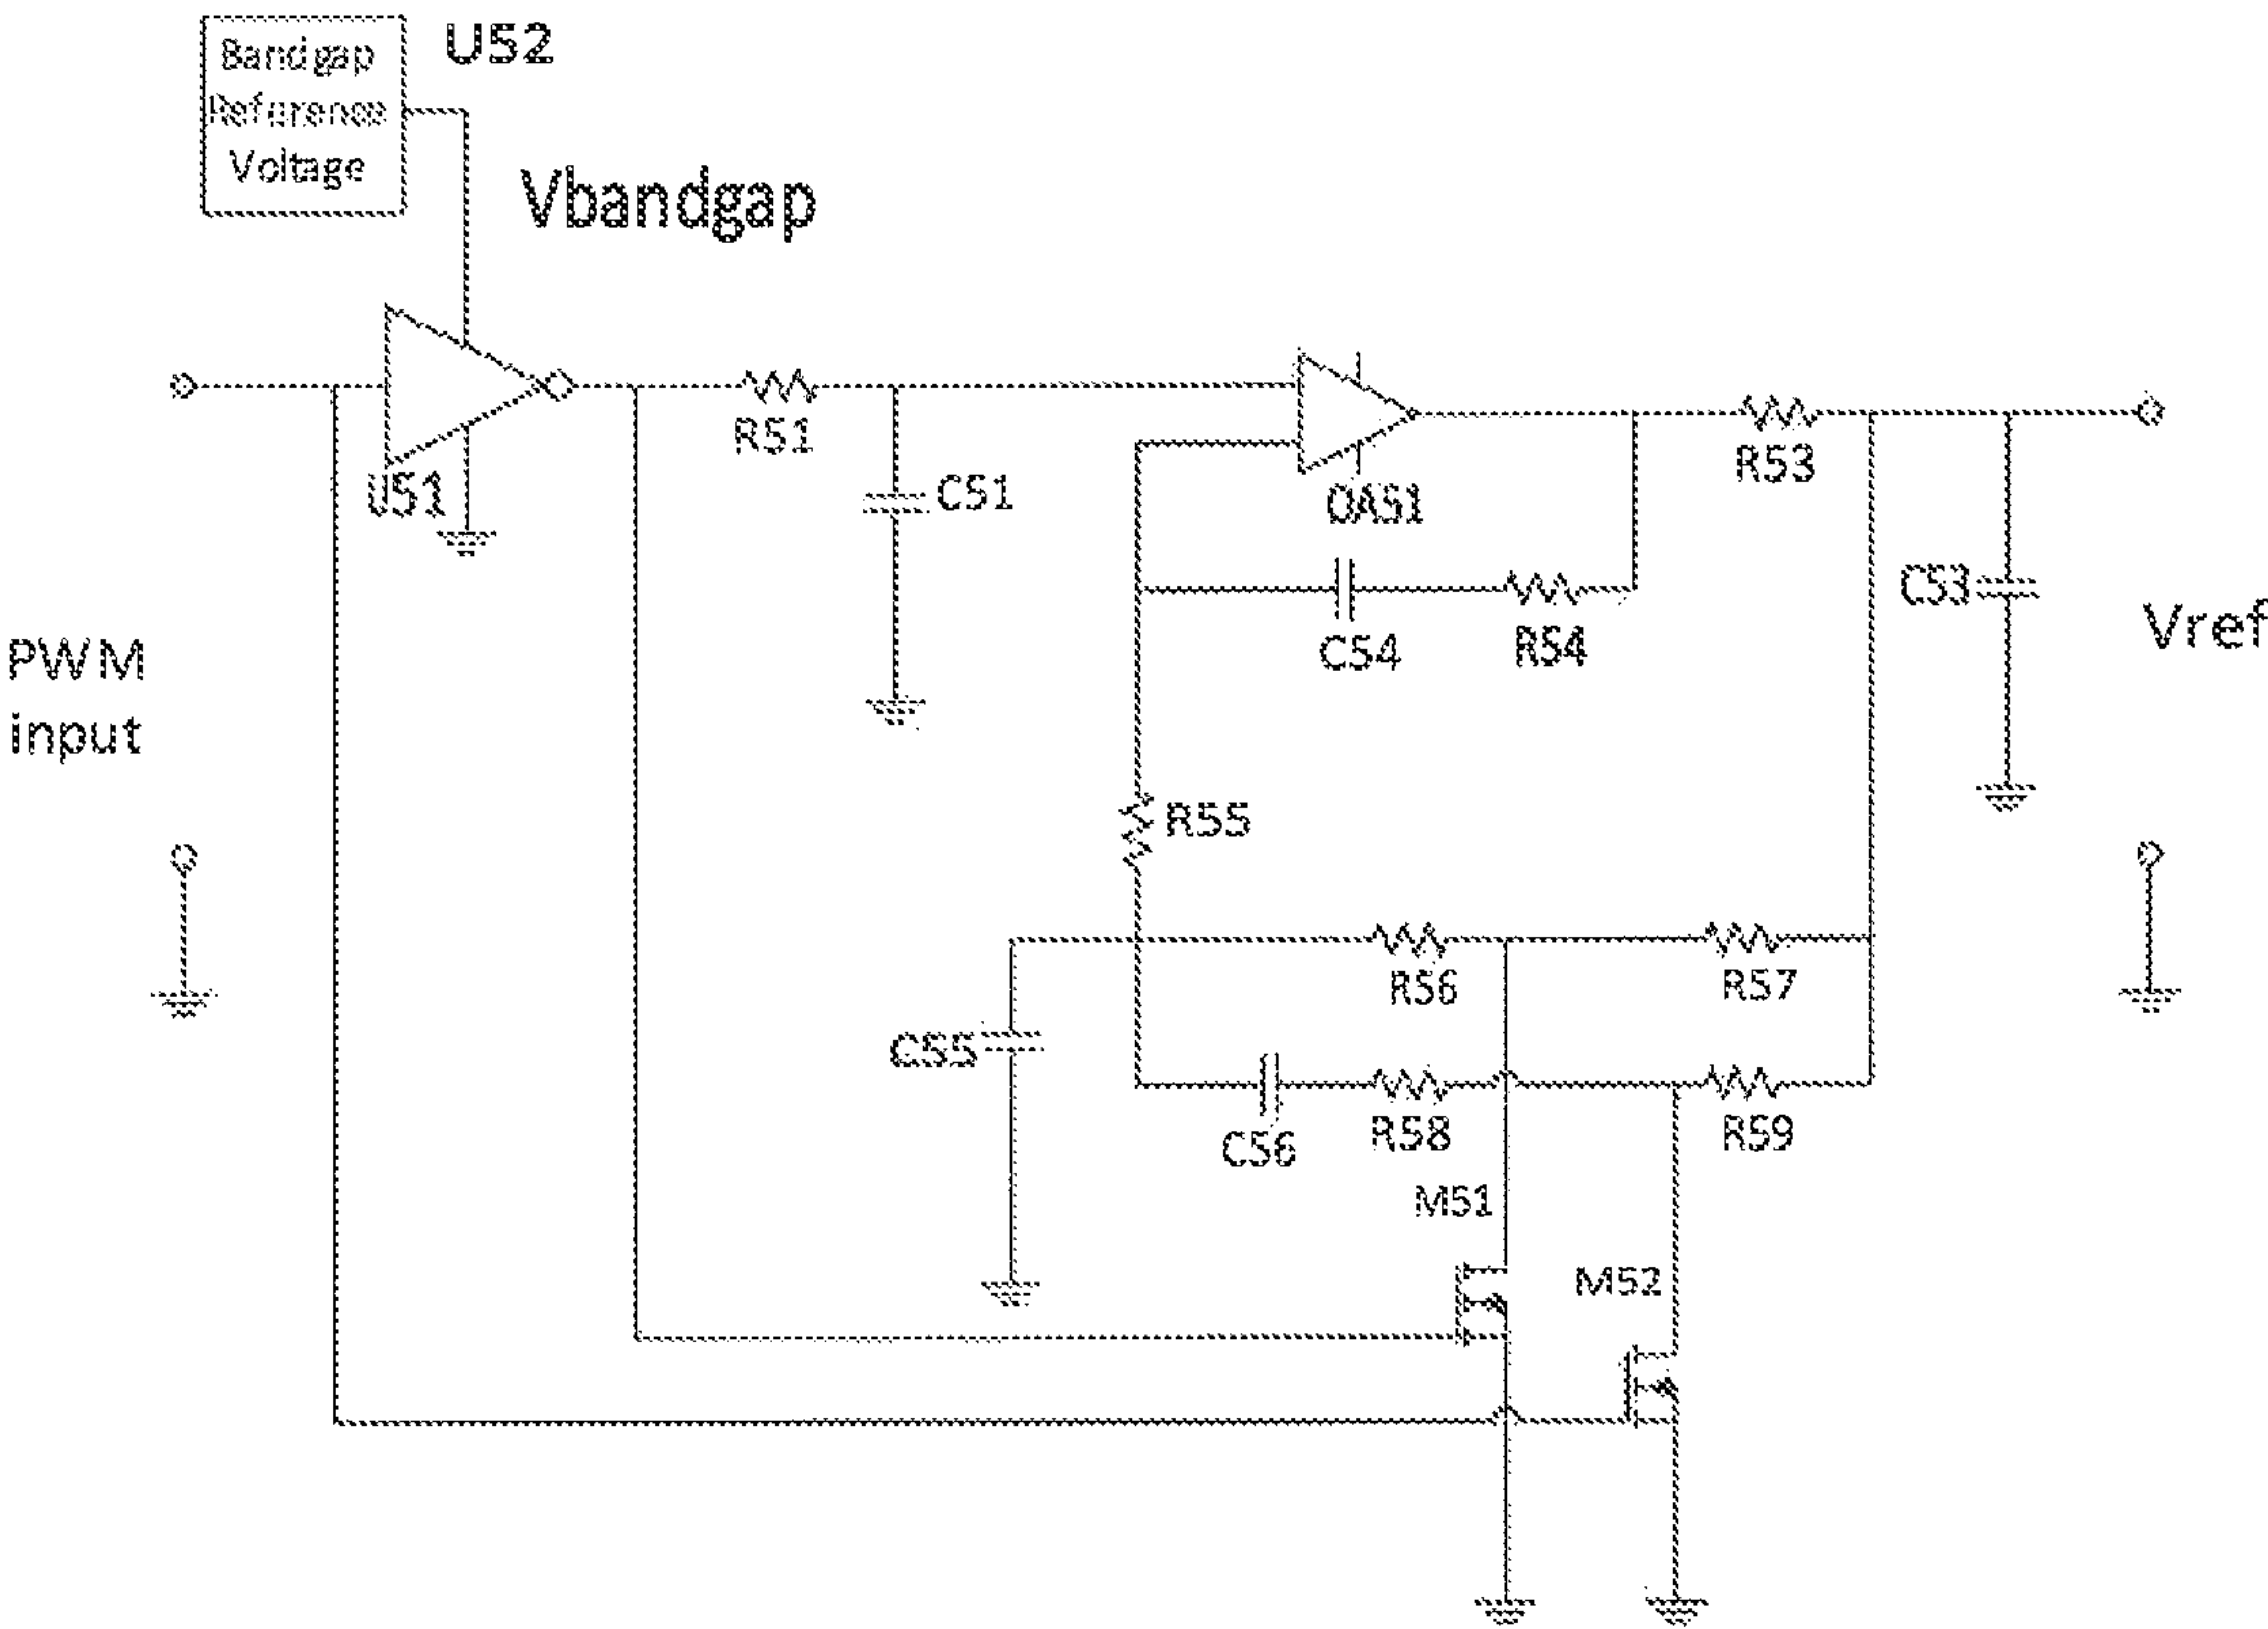 Bandgap
Reference
Voltage
U52
Vbandgap
U51
R51
C51
OA51
R53
C53
Vref
C54
R54
PWM
input
R55
R56
R57
C55
C56
R58
R59
M51
M52